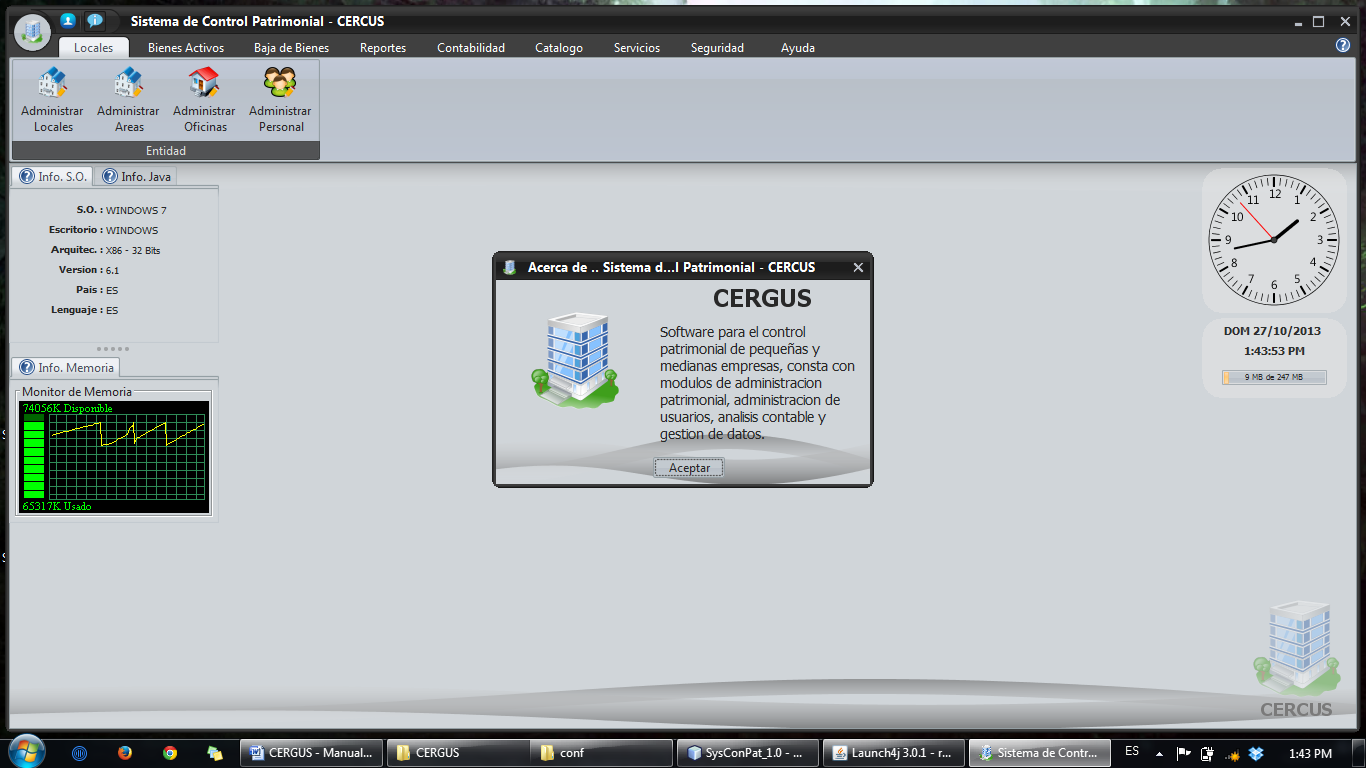 Sistema de Control Patrimonial - CERCUS
Locales
Bienes Activos
Baja de Bienes
Reportes
Contabilidad
Catalogo
Servicios
Seguridad
Ayuda
Administrar
Locales
Administrar
Areas
Administrar
Oficinas
Administrar
Personal
Entidad
Info. S.O.
Info. Java
S.O. : WINDOWS 7
Escritorio : WINDOWS
Arquitec. : X86 - 32 Bits
Version : 6.1
Pais : ES
Lenguaje : ES
Info. Memoria
Monitor de Memoria
74056K Disponible
65317K Usado
Acerca de .. Sistema d...l Patrimonial - CERCUS
CERGUS
Software para el control
patrimonial de pequeñas y
medianas empresas, consta con
modulos de administracion
patrimonial, administracion de
usuarios, analisis contable y
gestion de datos.
Aceptar
12
1
2
3
4
5
6
7
8
9
10
11
DOM 27/10/2013
1:43:53 PM
9 MB de 247 MB
CERCUS
CERGUS - Manual...
CERGUS
conf
SysConPat_1.0 - ...
Launch4j 3.0.1 - r...
Sistema de Contr...
ES
1:43 PM